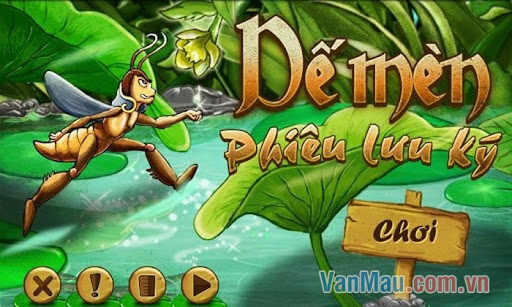 Dế mèn
Phiêu lưu ký
Chơi
VanMau.com.vn